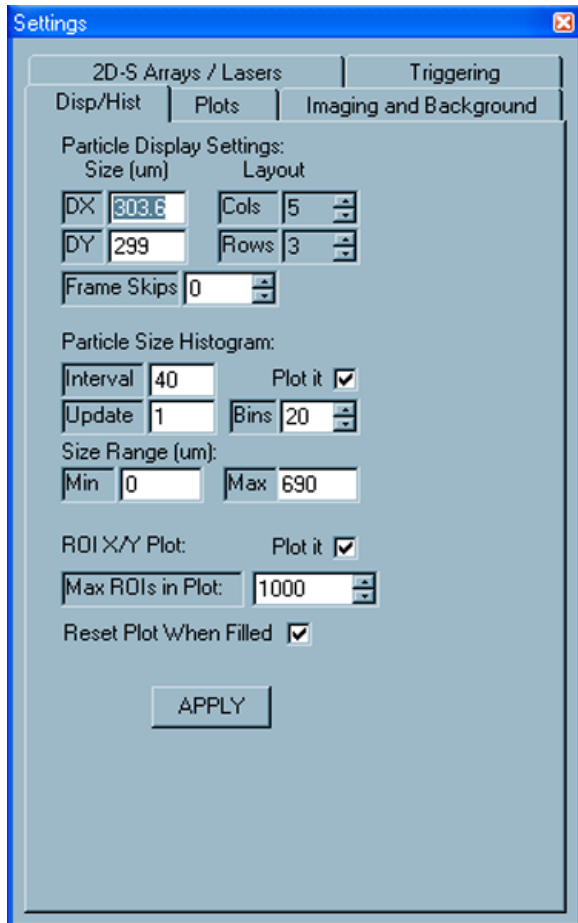 Settings
2D-S Arrays / Lasers Triggering
Disp/Hist Plots Imaging and Background
Particle Display Settings:
Size (um) Layout
DX 303.6 Cols 5
DY 299 Rows 3
Frame Skips 0
Particle Size Histogram:
Interval 40 Plot it
Update 1 Bins 20
Size Range (um):
Min 0 Max 690
ROI X/Y Plot: Plot it
Max ROIs in Plot: 1000
Reset Plot When Filled
APPLY